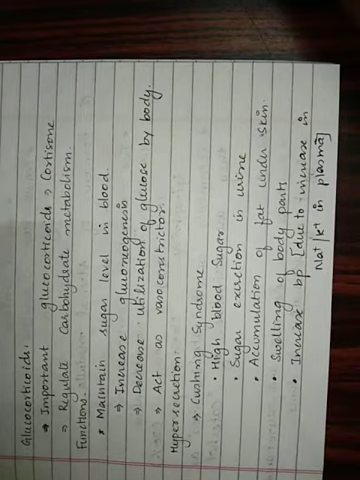 Glucocorticoids.
→ Important glucocorticoids → Cortisone
→ Regulate Carbohydrate metabolism.
Functions.
* Maintain sugar level in blood.
⇒ Increase gluconeogenesis
⇒ Decrease utilization of glucose by body.
→ Act as vasoconstrictor
Hypersecretion:
→ Cushing Syndrome
• High blood sugar
• Sugar excretion in urine
• Accumulation of fat under skin.
• Swelling of body parts
• Increase bp [due to increase in
Na⁺/K⁺ in plasma]